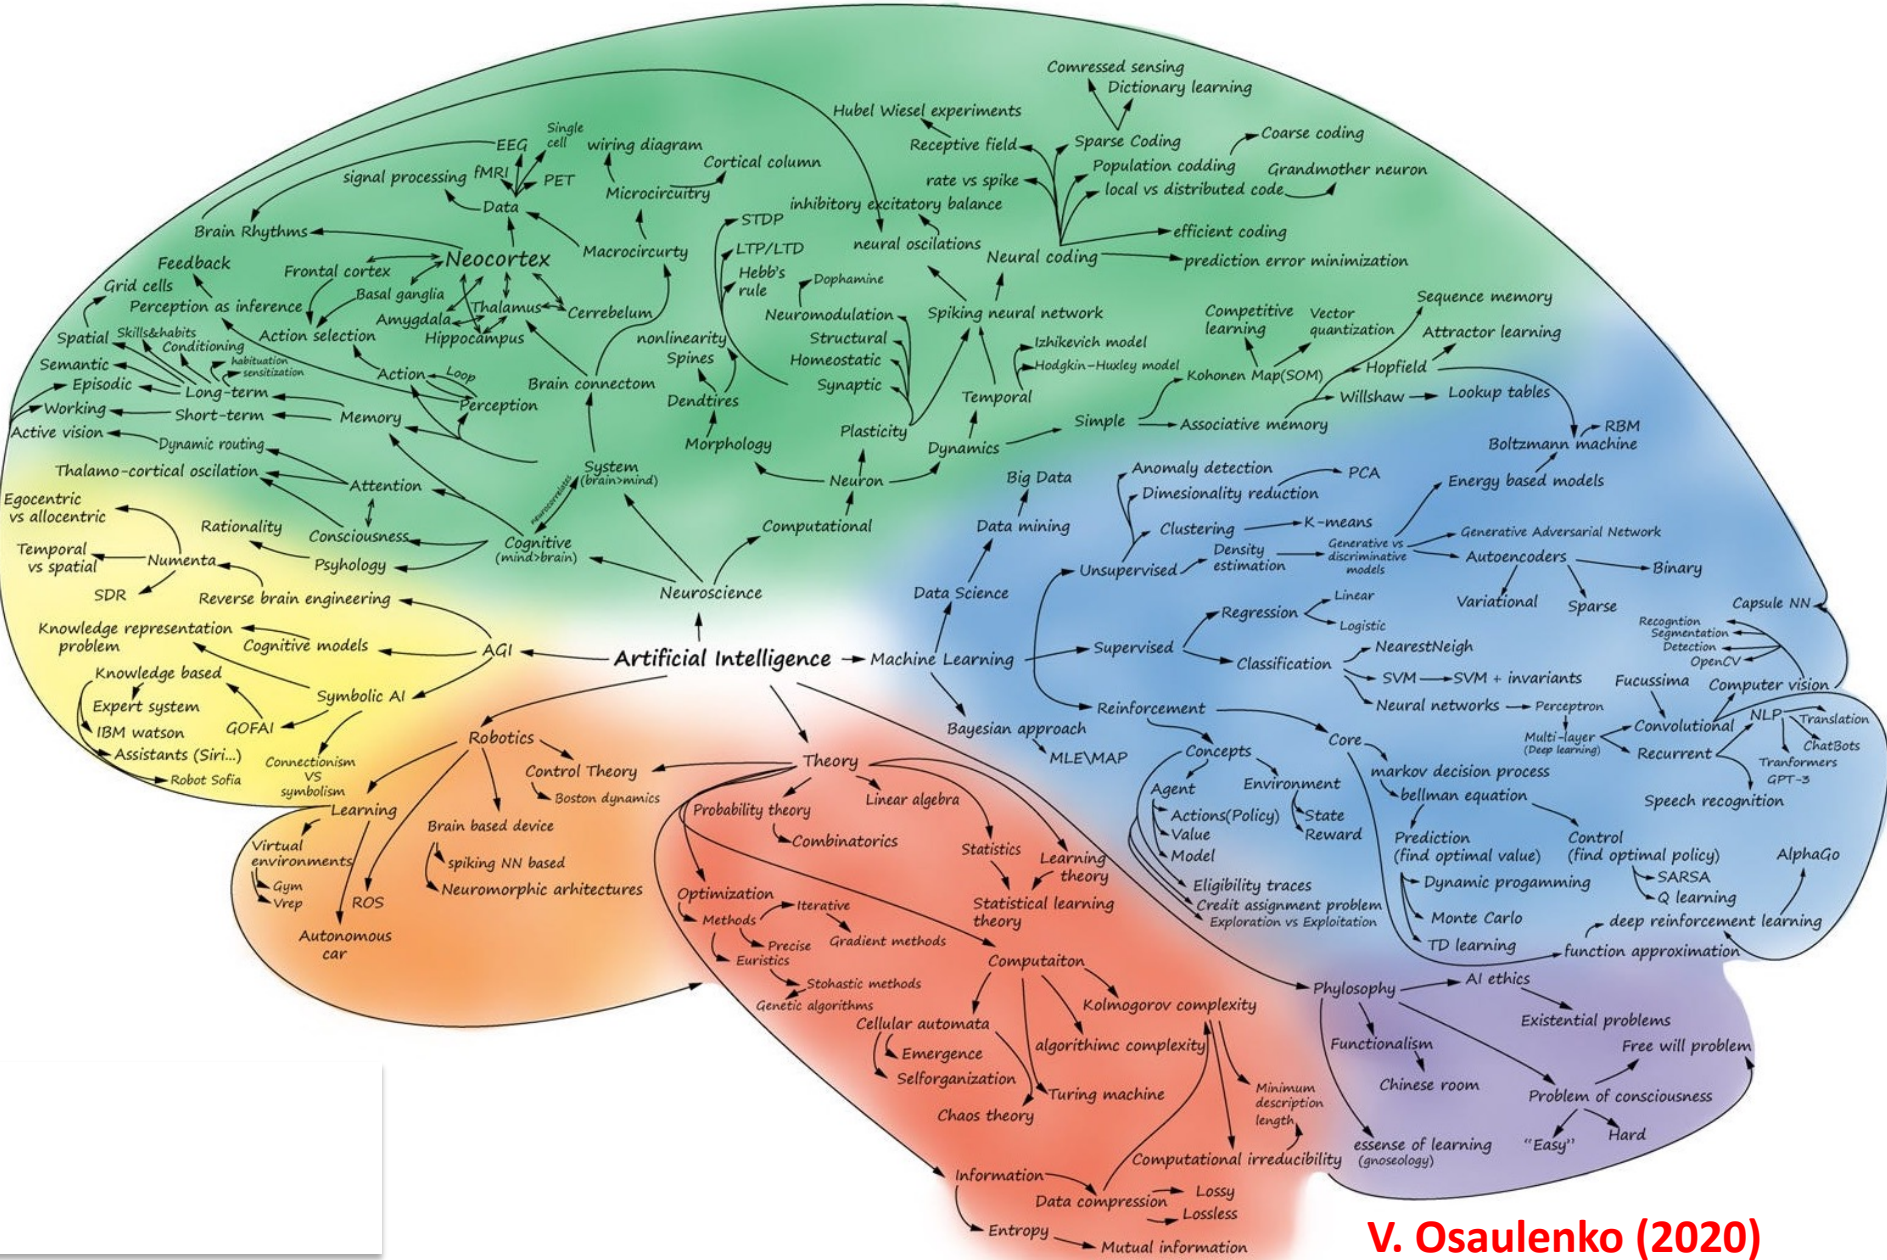 Comressed sensing
Dictionary learning
Hubel Wiesel experiments
Single
cell
EEG
wiring diagram
Receptive field
Sparse Coding
Coarse coding
Cortical column
signal processing
fMRI
PET
Population codding
Grandmother neuron
Microcircuitry
rate vs spike
local vs distributed code
Data
inhibitory excitatory balance
STDP
Brain Rhythms
efficient coding
neural oscilations
LTP/LTD
Macrocircurty
Neocortex
Neural coding
prediction error minimization
Feedback
Frontal cortex
Hebb's
rule
Dophamine
Grid cells
Basal ganglia
Perception as inference
Thalamus
Cerrebelum
Neuromodulation
Spiking neural network
Competitive
learning
Vector
quantization
Sequence memory
Amygdala
Spatial
Skills&habits
Action selection
Hippocampus
nonlinearity
Structural
Izhikevich model
Attractor learning
Conditioning
Semantic
habituation
sensitization
Spines
Homeostatic
Hodgkin-Huxley model
Hopfield
Episodic
Action
Loop
Brain connectom
Synaptic
Kohonen Map(SOM)
Long-term
Perception
Dendtires
Temporal
Willshaw
Lookup tables
Working
Short-term
Memory
Simple
Associative memory
RBM
Active vision
Dynamic routing
Morphology
Plasticity
Dynamics
Boltzmann machine
Thalamo-cortical oscilation
System
(brain>mind)
Attention
Neuron
Big Data
Anomaly detection
PCA
Dimesionality reduction
Energy based models
Egocentric
vs allocentric
neurocorrelates
Rationality
Consciousness
Computational
Data mining
Clustering
K-means
Generative Adversarial Network
Cognitive
(mind>brain)
Temporal
vs spatial
Numenta
Psyhology
Unsupervised
Density
estimation
Generative vs
discriminative
models
Autoencoders
Binary
SDR
Reverse brain engineering
Neuroscience
Data Science
Regression
Linear
Logistic
Variational
Sparse
Capsule NN
Knowledge representation
problem
Cognitive models
AGI
Artificial Intelligence
Machine Learning
Supervised
Classification
NearestNeigh
Recogntion
Segmentation
Detection
OpenCV
Knowledge based
Symbolic AI
SVM
SVM + invariants
Fucussima
Computer vision
Expert system
GOFAI
Reinforcement
Neural networks
Perceptron
IBM watson
Robotics
Bayesian approach
Convolutional
NLP
Translation
Assistants (Siri...)
Connectionism
VS
symbolism
Control Theory
Theory
MLE\MAP
Concepts
Core
Multi-layer
(Deep learning)
Recurrent
ChatBots
Tranformers
GPT-3
Robot Sofia
Boston dynamics
Agent
Environment
markov decision process
Learning
Probability theory
Linear algebra
bellman equation
Speech recognition
Brain based device
Combinatorics
Actions(Policy)
State
Value
Reward
Prediction
(find optimal value)
Control
(find optimal policy)
Virtual
environments
spiking NN based
Statistics
Learning
theory
Model
AlphaGo
Gym
Vrep
Neuromorphic arhitectures
Optimization
Eligibility traces
Dynamic progamming
SARSA
ROS
Methods
Iterative
Statistical learning
theory
Credit assignment problem
Q learning
Exploration vs Exploitation
Monte Carlo
deep reinforcement learning
Autonomous
car
Gradient methods
Precise
TD learning
function approximation
Euristics
Computaiton
Stohastic methods
Phylosophy
AI ethics
Genetic algorithms
Kolmogorov complexity
Cellular automata
Existential problems
Emergence
algorithimc complexity
Functionalism
Free will problem
Selforganization
Turing machine
Minimum
description
length
Chinese room
Problem of consciousness
Chaos theory
essense of learning
(gnoseology)
"Easy"
Hard
Computational irreducibility
Information
Data compression
Lossy
Lossless
Entropy
Mutual information
V. Osaulenko (2020)